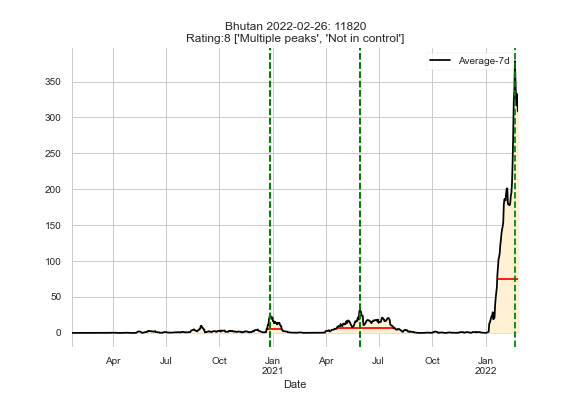 Bhutan 2022-02-26: 11820
Rating:8 ['Multiple peaks', 'Not in control']
Average-7d
350
300
250
200
150
100
50
0
Apr Jul Oct Jan Apr Jul Oct Jan
2021 2022
Date